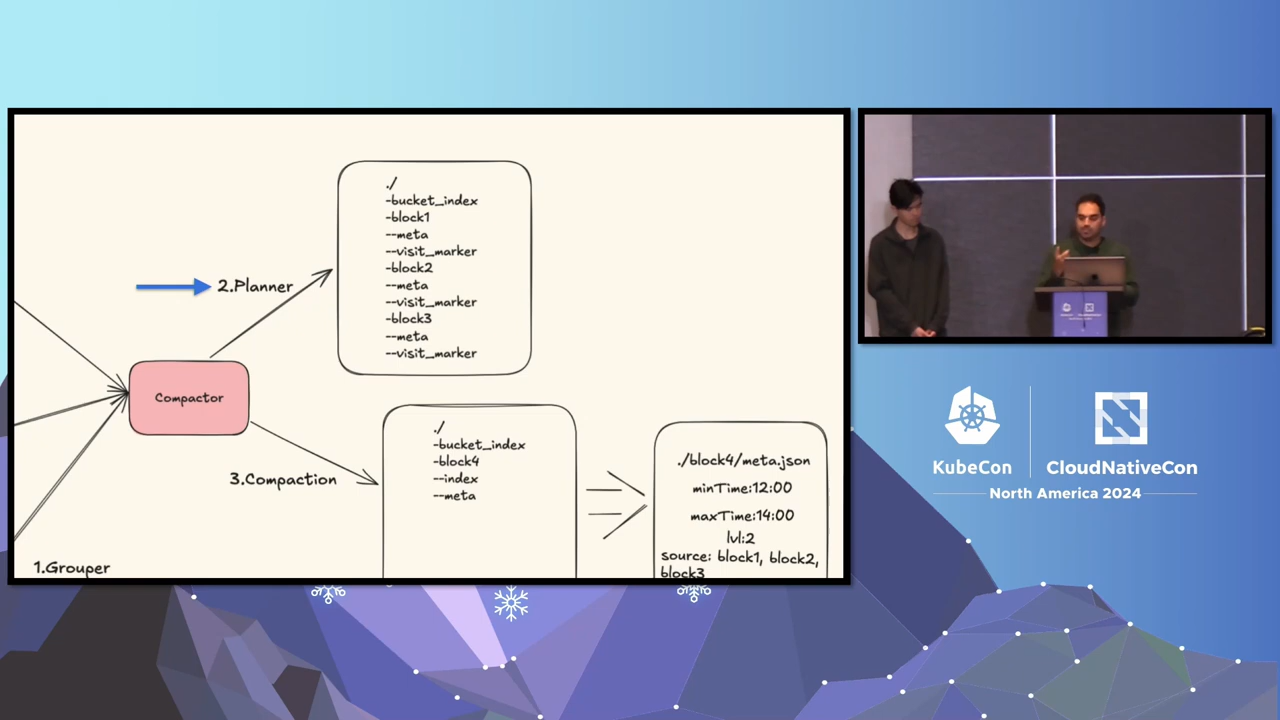 ./
-bucket_index
-block1
--meta
--visit_marker
-block2
--meta
--visit_marker
-block3
--meta
--visit_marker
2.Planner
Compactor
3.Compaction
./
-bucket_index
-block4
--index
--meta
./block4/meta.json
minTime:12:00
maxTime:14:00
lvl:2
source: block1, block2,
block3
1.Grouper
KubeCon
CloudNativeCon
North America 2024